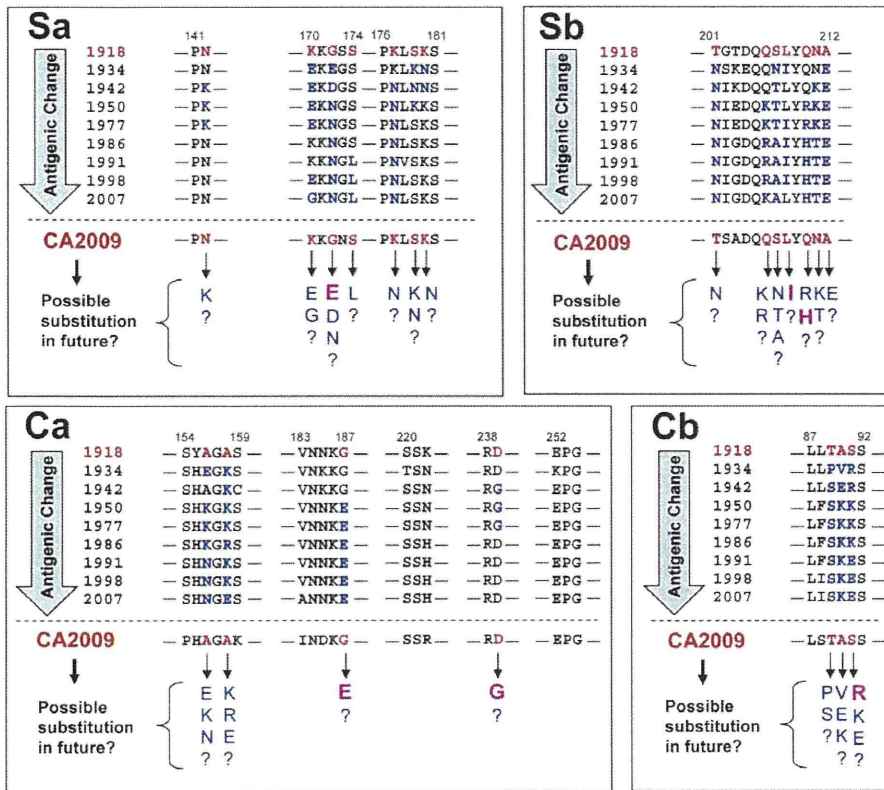 Sa
141 170 174 176 181
Antigenic Change
1918 —PN — — KKGSS — PKLSKS —
1934 —PN — — EKEGS — PNLSKNS —
1942 —PK — — EKDGS — PNLNNS —
1950 —PK — — EKNGS — PNLSKS —
1977 —PK — — EKNGS — PNLSKS —
1986 —PN — — KKNGS — PNLSKS —
1991 —PN — — KKNGL — PNVSKS —
1998 —PN — — EKNGL — PNLSKS —
2007 —PN — — GKNGL — PNLSKS —
CA2009 —PN — — KKGNS — PKLSKS —
Possible substitution in future?
K E E L N K N
? G D ? ? N ?
? N ?
?
Sb
201 212
Antigenic Change
1918 — TGTDQQSLYQNA —
1934 — NSKEQQNIYQNE —
1942 — NIKDQQTLYQKE —
1950 — NIEDQKTLYRKE —
1977 — NIEDQKTIYRKE —
1986 — NIGDQRAIYHTE —
1991 — NIGDQRAIYHTE —
1998 — NIGDQRAIYHTE —
2007 — NIGDQKALYHTE —
CA2009 — TSADQQSLYQNA —
Possible substitution in future?
N K N I R K E
? R T ? H T ?
? A ? ?
?
Ca
154 159 183 187 220 238 252
Antigenic Change
1918 — SYAGAS — VNNKG — SSK — RD — EPG —
1934 — SHEGKS — VNNKG — TSN — RD — KPG —
1942 — SHAGKC — VNNKG — SSN — RG — EPG —
1950 — SHKGKS — VNNKE — SSN — RG — EPG —
1977 — SHKGKS — VNNKE — SSN — RG — EPG —
1986 — SHKGRS — VNNKE — SSH — RD — EPG —
1991 — SHNGKS — VNNKE — SSH — RD — EPG —
1998 — SHNGKS — VNNKE — SSH — RD — EPG —
2007 — SHNGES — ANNKE — SSH — RD — EPG —
CA2009 — PHAGAK — INDKG — SSR — RD — EPG —
Possible substitution in future?
E K E G
K R ? ?
N E
? ?
Cb
87 92
Antigenic Change
1918 — LLTASS —
1934 — LLPVRS —
1942 — LLSERS —
1950 — LFSKKS —
1977 — LFSKKS —
1986 — LFSKKS —
1991 — LFSKES —
1998 — LISKES —
2007 — LISKES —
CA2009 — LSTASS —
Possible substitution in future?
P V R
S E K
? K E
? ?